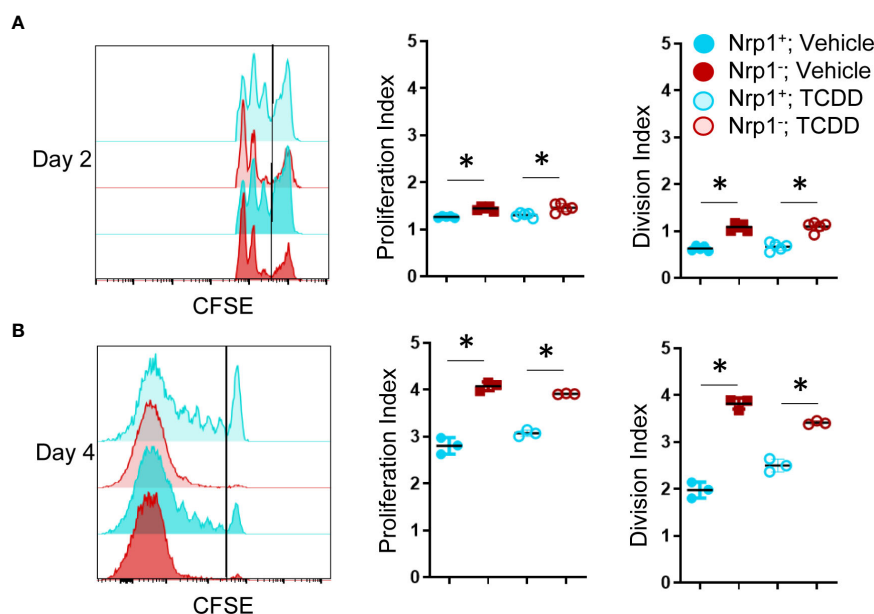 A
Day 2
CFSE
Proliferation Index
5
4
3
2
1
0
*
*
Division Index
5
4
3
2
1
0
*
*
Nrp1+; Vehicle
Nrp1-; Vehicle
Nrp1+; TCDD
Nrp1-; TCDD
B
Day 4
CFSE
Proliferation Index
5
4
3
2
1
0
*
*
Division Index
5
4
3
2
1
0
*
*